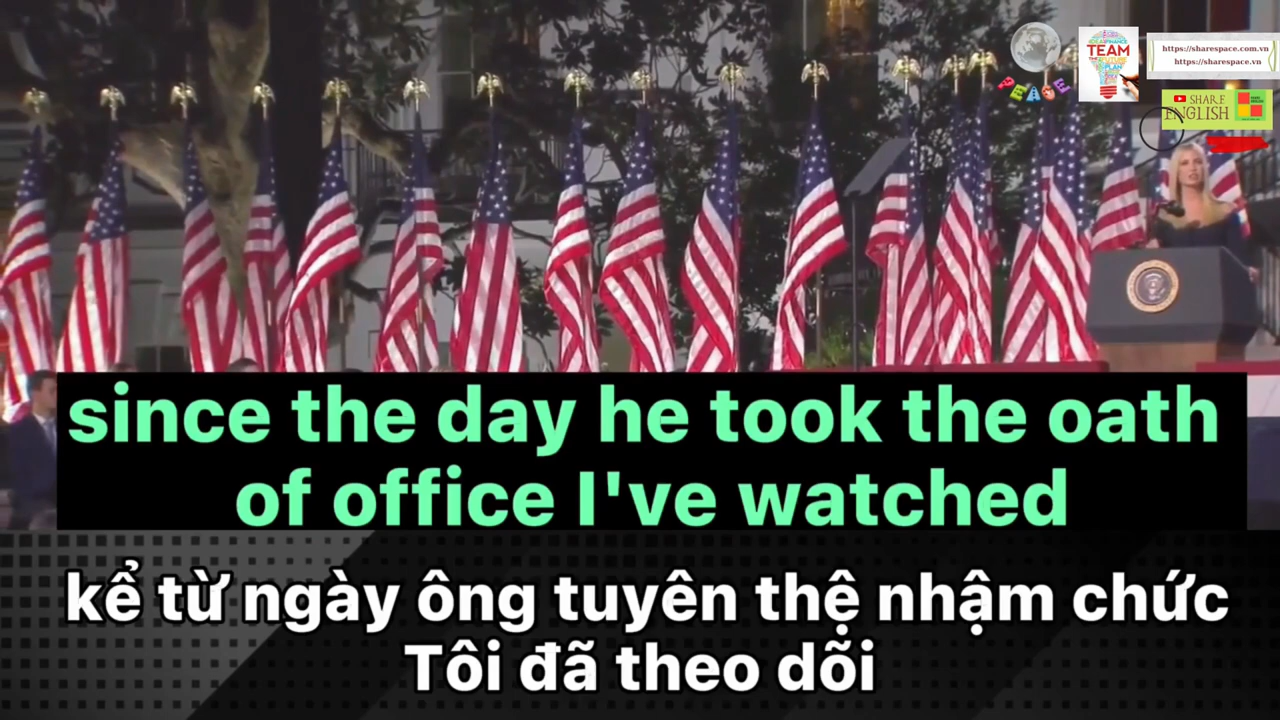 PEACE
TEAM
https://sharespace.com.vn
https://sharespace.vn
SHARE
ENGLISH
since the day he took the oath
of office I've watched
kể từ ngày ông tuyên thệ nhậm chức
Tôi đã theo dõi